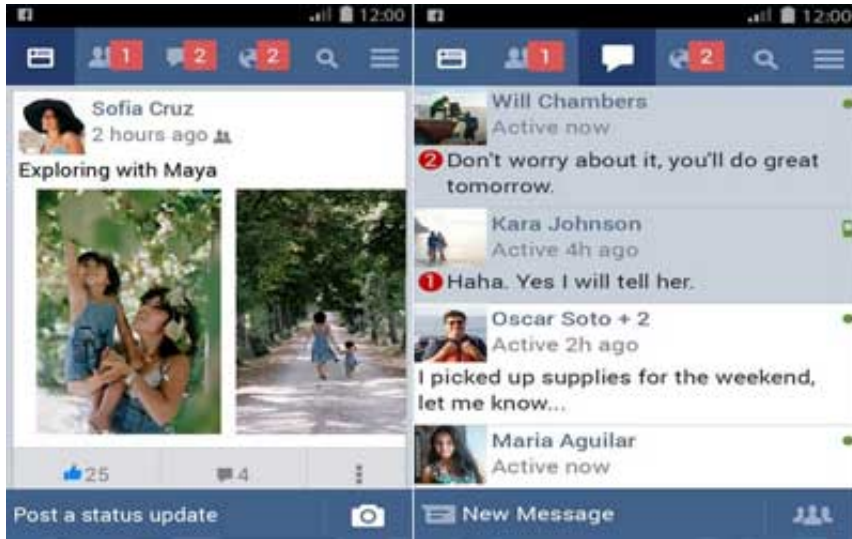 12:00
1
2
2
Sofia Cruz
2 hours ago
Exploring with Maya
25
4
Post a status update
12:00
1
2
Will Chambers
Active now
2 Don't worry about it, you'll do great
tomorrow.
Kara Johnson
Active 4h ago
1 Haha. Yes I will tell her.
Oscar Soto + 2
Active 2h ago
I picked up supplies for the weekend,
let me know...
Maria Aguilar
Active now
New Message